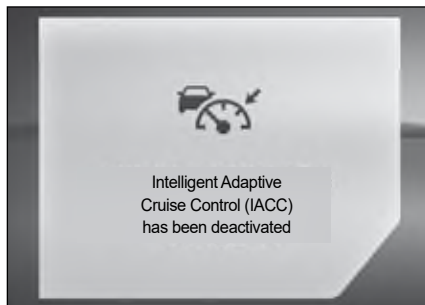 Intelligent Adaptive
Cruise Control (IACC)
has been deactivated